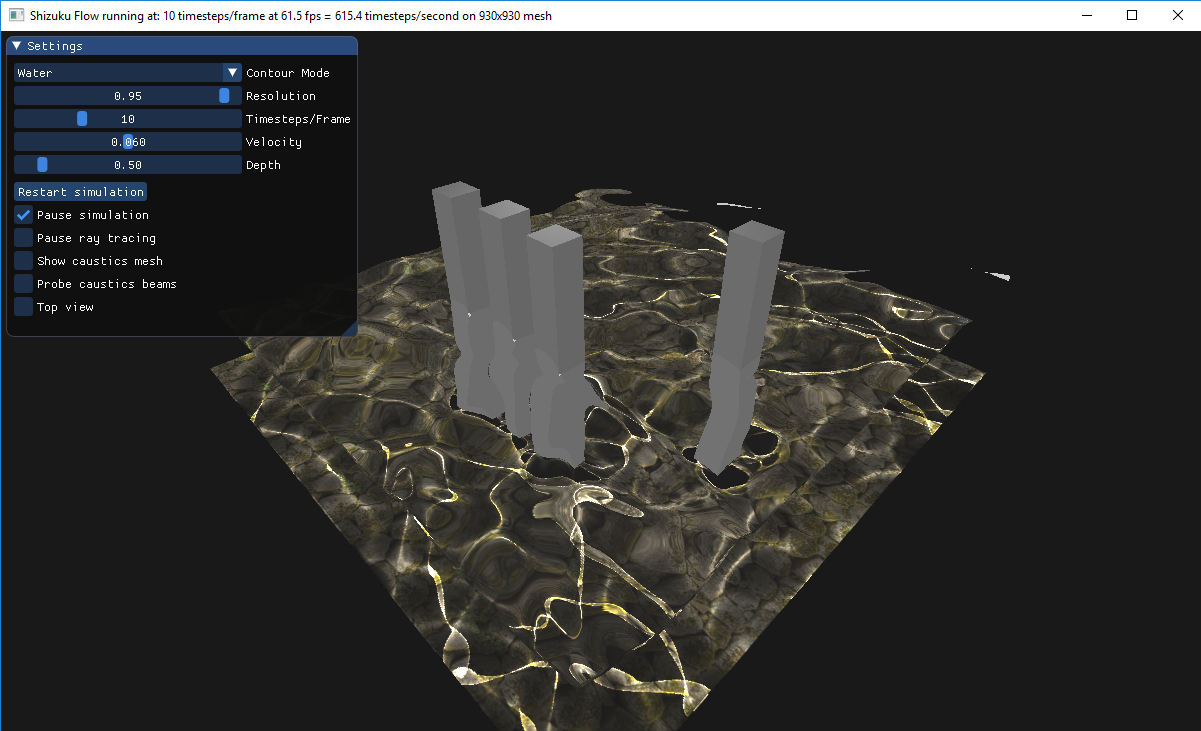 Shizuku Flow running at: 10 timesteps/frame at 61.5 fps = 615.4 timesteps/second on 930x930 mesh
Settings
Water Contour Mode
0.95 Resolution
10 Timesteps/Frame
0.060 Velocity
0.50 Depth
Restart simulation
Pause simulation
Pause ray tracing
Show caustics mesh
Probe caustics beams
Top view